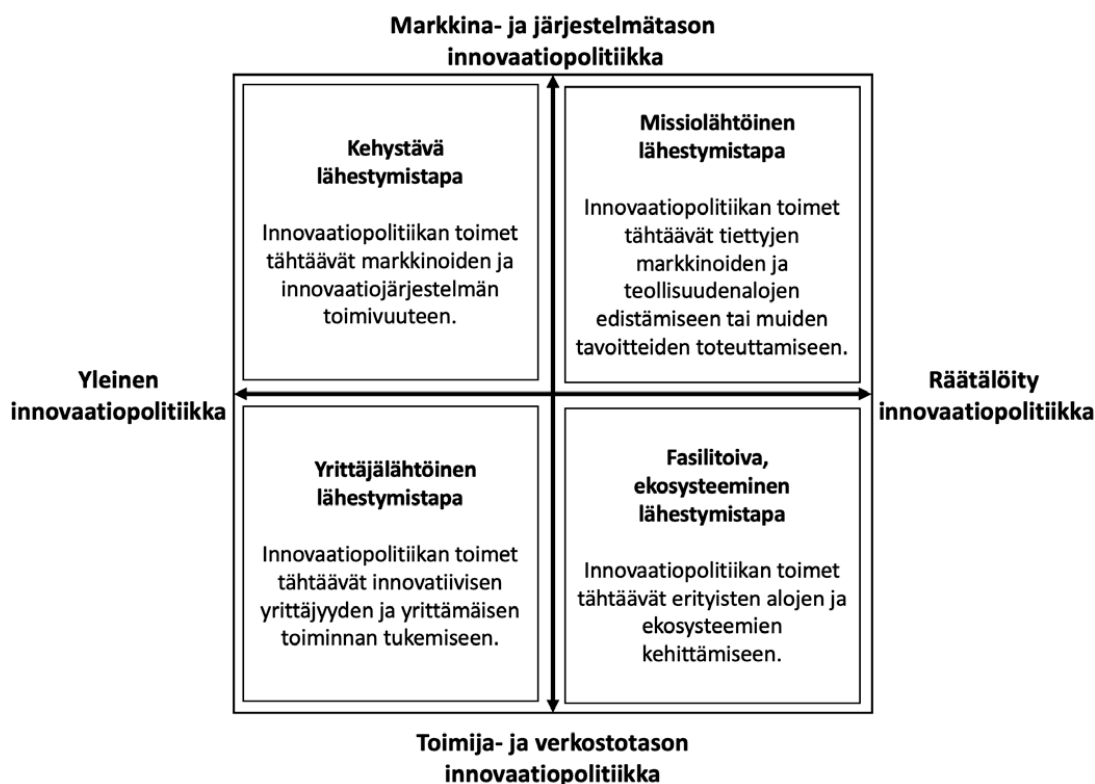 Markkina- ja järjestelmätason
innovaatiopolitiikka
Kehystävä
lähestymistapa
Innovaatiopolitiikan toimet
tähtäävät markkinoiden ja
innovaatiojärjestelmän
toimivuuteen.
Missiolähtöinen
lähestymistapa
Innovaatiopolitiikan toimet
tähtäävät tiettyjen
markkinoiden ja
teollisuudenalojen
edistämiseen tai muiden
tavoitteiden toteuttamiseen.
Yleinen
innovaatiopolitiikka
Räätälöity
innovaatiopolitiikka
Yrittäjälähtöinen
lähestymistapa
Innovaatiopolitiikan toimet
tähtäävät innovatiivisen
yrittäjyyden ja yrittämäisen
toiminnan tukemiseen.
Fasilitoiva,
ekosysteeminen
lähestymistapa
Innovaatiopolitiikan toimet
tähtäävät erityisten alojen ja
ekosysteemien
kehittämiseen.
Toimija- ja verkostotason
innovaatiopolitiikka